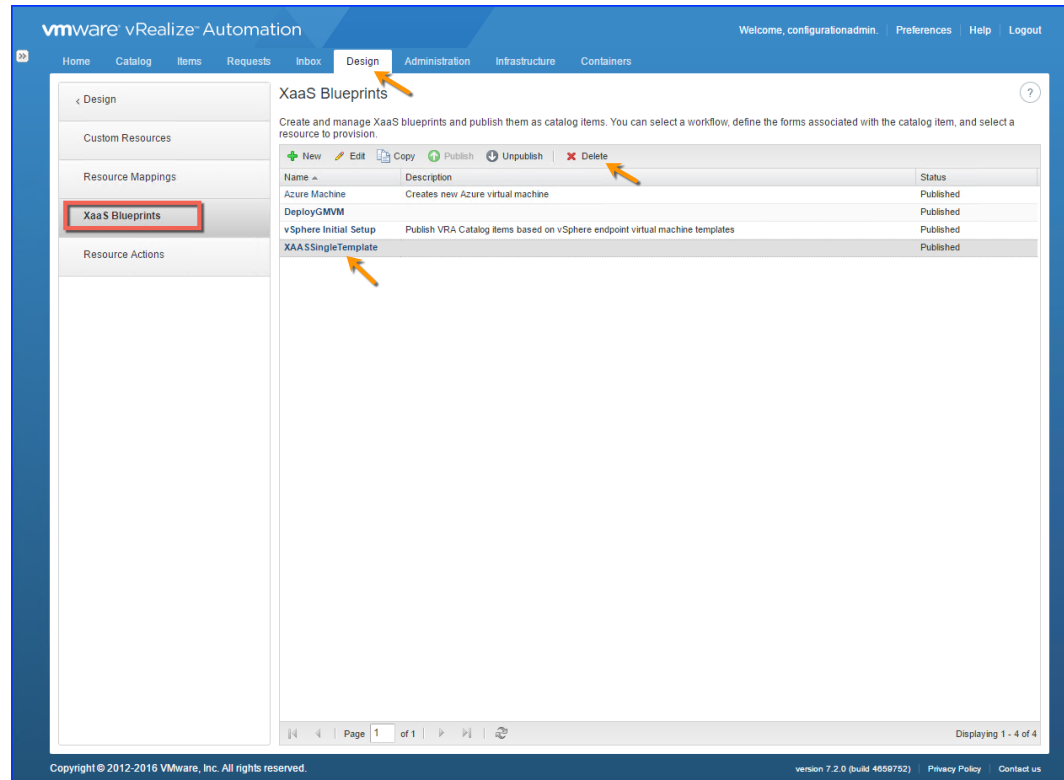 vmware® vRealize™ Automation
Welcome, configurationadmin. Preferences Help Logout
Home Catalog Items Requests Inbox Design Administration Infrastructure Containers
< Design
Custom Resources
Resource Mappings
XaaS Blueprints
Resource Actions
XaaS Blueprints
?
Create and manage XaaS blueprints and publish them as catalog items. You can select a workflow, define the forms associated with the catalog item, and select a
resource to provision.
New Edit Copy Publish Unpublish Delete
Name Description Status
Azure Machine Creates new Azure virtual machine Published
DeployGMVM Published
vSphere Initial Setup Publish VRA Catalog items based on vSphere endpoint virtual machine templates Published
XAASSingleTemplate Published
Page 1 of 1 Displaying 1 - 4 of 4
Copyright © 2012-2016 VMware, Inc. All rights reserved. version 7.2.0 (build 4659752) Privacy Policy Contact us